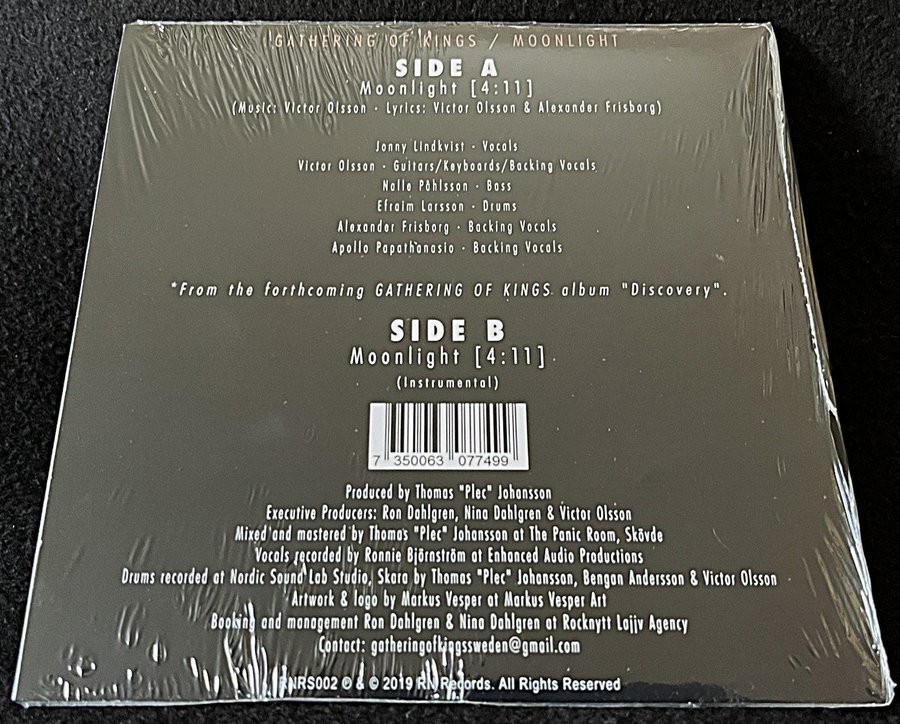 GATHERING OF KINGS / MOONLIGHT
SIDE A
Moonlight [4:11]
(Music: Victor Olsson - Lyrics: Victor Olsson & Alexander Frisborg)
Jonny Lindkvist - Vocals
Victor Olsson - Guitars/Keyboards/Backing Vocals
Nalle Påhlsson - Bass
Efraim Larsson - Drums
Alexander Frisborg - Backing Vocals
Apollo Papathanasio - Backing Vocals
*From the forthcoming GATHERING OF KINGS album "Discovery".
SIDE B
Moonlight [4:11]
(Instrumental)
7 350063 077499
Produced by Thomas "Plec" Johansson
Executive Producers: Ron Dahlgren, Nina Dahlgren & Victor Olsson
Mixed and mastered by Thomas "Plec" Johansson at The Panic Room, Skövde
Vocals recorded by Ronnie Björnström at Enhanced Audio Productions
Drums recorded at Nordic Sound Lab Studio, Skara by Thomas "Plec" Johansson, Bengan Andersson & Victor Olsson
Artwork & logo by Markus Vesper at Markus Vesper Art
Booking and management Ron Dahlgren & Nina Dahlgren at Rocknytt Lajjv Agency
Contact: gatheringofkingssweden@gmail.com
RNRS002 ℗ & © 2019 RN Records. All Rights Reserved